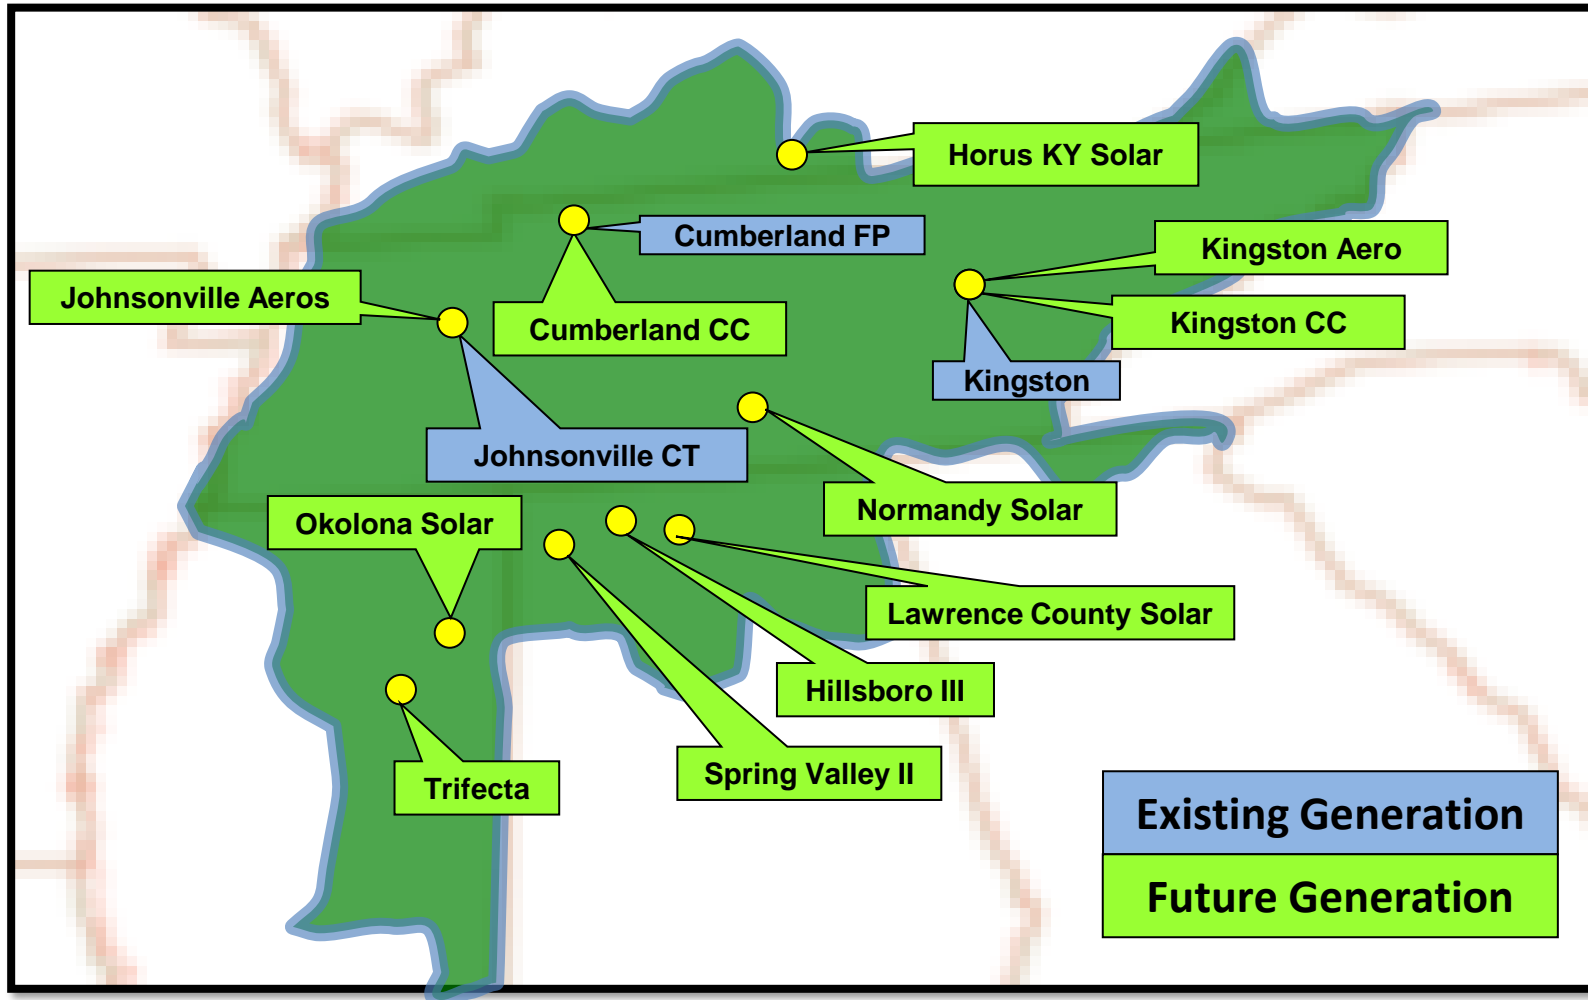 Horus KY Solar
Cumberland FP
Kingston Aero
Johnsonville Aeros
Cumberland CC
Kingston CC
Kingston
Johnsonville CT
Okolona Solar
Normandy Solar
Lawrence County Solar
Hillsboro III
Spring Valley II
Trifecta
Existing Generation
Future Generation